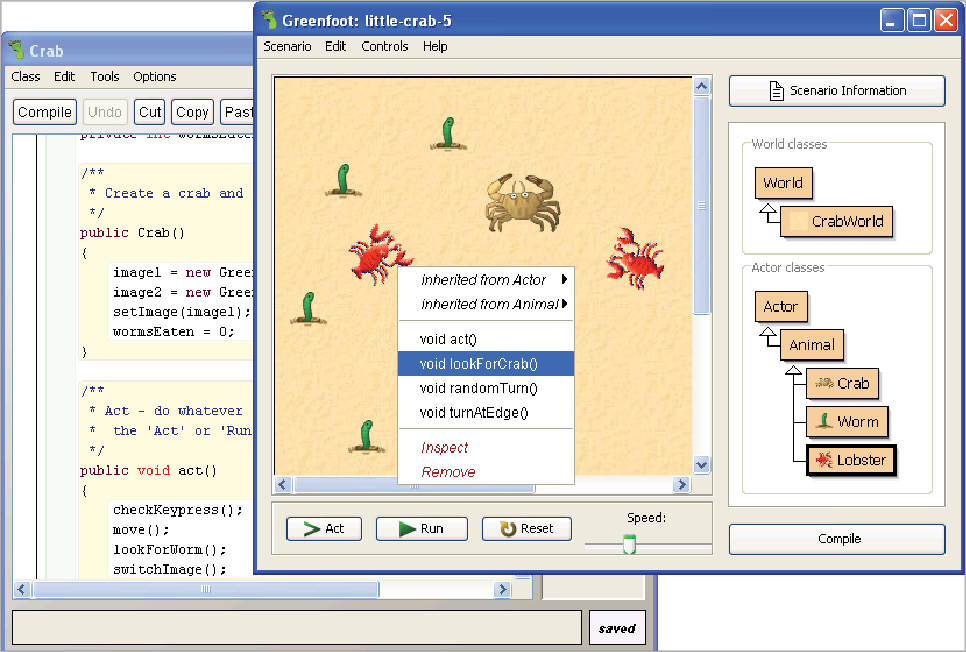 Crab
Class Edit Tools Options
Compile Undo Cut Copy Past
/**
* Create a crab and
*/
public Crab()
{
image1 = new Gree
image2 = new Gree
setImage(image1);
wormsEaten = 0;
}
/**
* Act - do whatever
* the 'Act' or 'Run
*/
public void act()
{
checkKeypress();
move();
lookForWorm();
switchImage();
saved
Greenfoot: little-crab-5
Scenario Edit Controls Help
inherited from Actor
inherited from Animal
void act()
void lookForCrab()
void randomTurn()
void turnAtEdge()
Inspect
Remove
Act Run Reset Speed:
Scenario Information
World classes
World
CrabWorld
Actor classes
Actor
Animal
Crab
Worm
Lobster
Compile